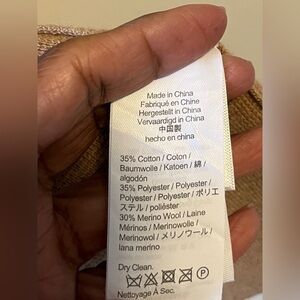 Made in China
Fabriqué en Chine
Hergestellt in China
Vervaardigd in China
中国製
hecho en china
35% Cotton / Coton /
Baumwolle / Katoen / 綿 /
algodón
35% Polyester / Polyester /
Polyester / Polyester / ポリエ
ステル / poliéster
30% Merino Wool / Laine
Mérinos / Merinowolle /
Merinowol / メリノウール /
lana merino
Dry Clean.
P
Nettoyage À Sec.